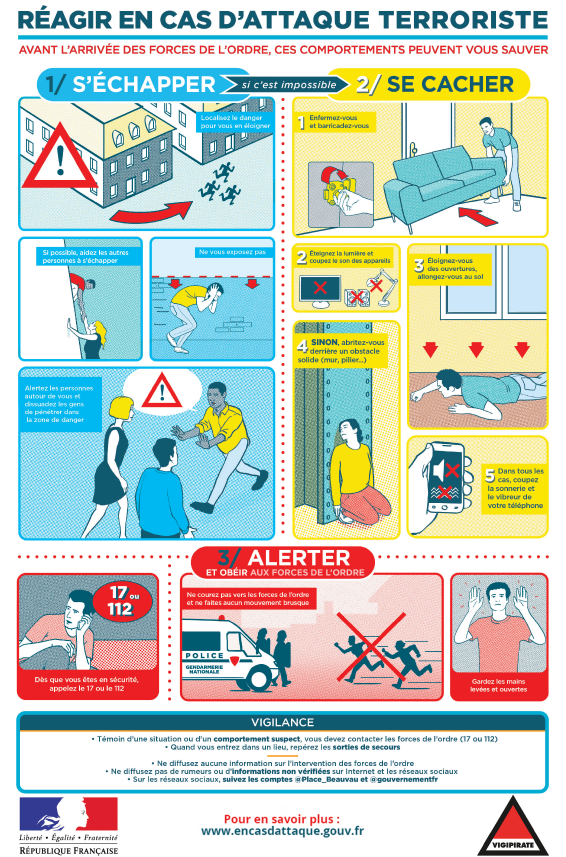 RÉAGIR EN CAS D'ATTAQUE TERRORISTE
AVANT L'ARRIVÉE DES FORCES DE L'ORDRE, CES COMPORTEMENTS PEUVENT VOUS SAUVER
1/ S'ÉCHAPPER
si c'est impossible
2/ SE CACHER
Localisez le danger
pour vous en éloigner
Si possible, aidez les autres
personnes à s'échapper
Ne vous exposez pas
Alertez les personnes
autour de vous et
dissuadez les gens
de pénétrer dans
la zone de danger
1 Enfermez-vous
et barricadez-vous
2 Éteignez la lumière et
coupez le son des appareils
3 Éloignez-vous
des ouvertures,
allongez-vous au sol
4 SINON, abritez-vous
derrière un obstacle
solide (mur, pilier...)
5 Dans tous les
cas, coupez
la sonnerie et
le vibreur de
votre téléphone
3/ ALERTER
ET OBÉIR AUX FORCES DE L'ORDRE
17 ou
112
Dès que vous êtes en sécurité,
appelez le 17 ou le 112
Ne courez pas vers les forces de l'ordre
et ne faites aucun mouvement brusque
POLICE
GENDARMERIE
NATIONALE
Gardez les mains
levées et ouvertes
VIGILANCE
• Témoin d'une situation ou d'un comportement suspect, vous devez contacter les forces de l'ordre (17 ou 112)
• Quand vous entrez dans un lieu, repérez les sorties de secours
• Ne diffusez aucune information sur l'intervention des forces de l'ordre
• Ne diffusez pas de rumeurs ou d'informations non vérifiées sur Internet et les réseaux sociaux
• Sur les réseaux sociaux, suivez les comptes @Place_Beauvau et @gouvernementfr
Liberté • Égalité • Fraternité
RÉPUBLIQUE FRANÇAISE
Pour en savoir plus :
www.encasdattaque.gouv.fr
VIGIPIRATE